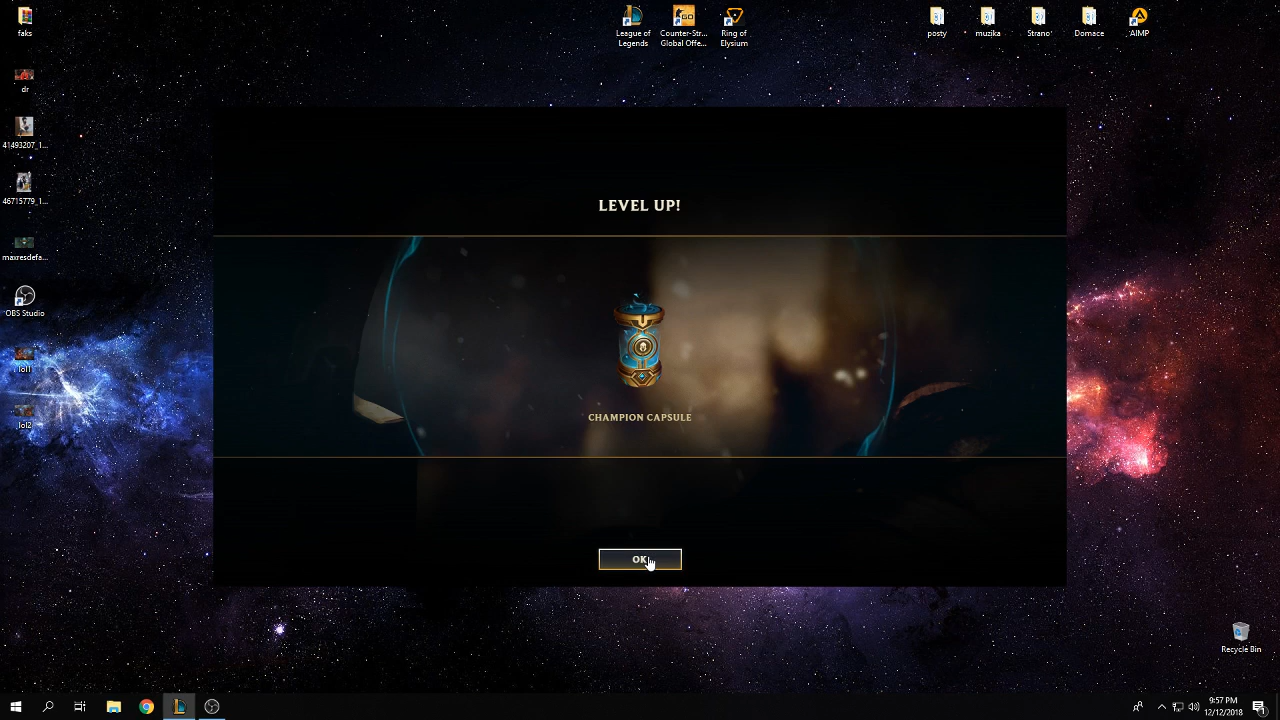 faks
League of
Legends
Counter-Str...
Global Offe...
Ring of
Elysium
posty
muzika
Strano
Domace
AIMP
dr
41493207_1...
46715779_1...
maxresdefa...
OBS Studio
lol1
lol2
LEVEL UP!
CHAMPION CAPSULE
OK
Recycle Bin
9:57 PM
12/12/2018